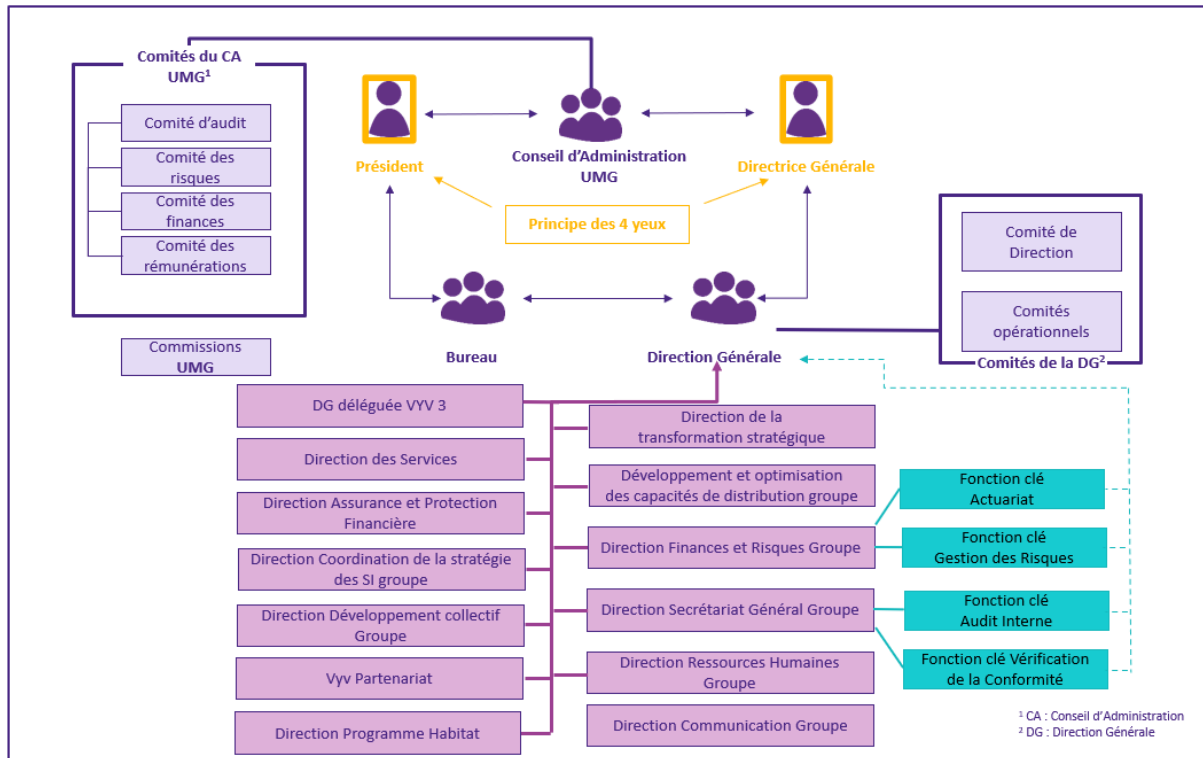 Comités du CA
UMG¹
Comité d'audit
Comité des
risques
Comité des
finances
Comité des
rémunérations
Commissions
UMG
Président
Conseil d'Administration
UMG
Directrice Générale
Principe des 4 yeux
Bureau
Direction Générale
Comité de
Direction
Comités
opérationnels
Comités de la DG²
DG déléguée VYV 3
Direction des Services
Direction Assurance et Protection
Financière
Direction Coordination de la stratégie
des SI groupe
Direction Développement collectif
Groupe
Vyv Partenariat
Direction Programme Habitat
Direction de la
transformation stratégique
Développement et optimisation
des capacités de distribution groupe
Direction Finances et Risques Groupe
Direction Secrétariat Général Groupe
Direction Ressources Humaines
Groupe
Direction Communication Groupe
Fonction clé
Actuariat
Fonction clé
Gestion des Risques
Fonction clé
Audit Interne
Fonction clé Vérification
de la Conformité
¹ CA : Conseil d'Administration
² DG : Direction Générale